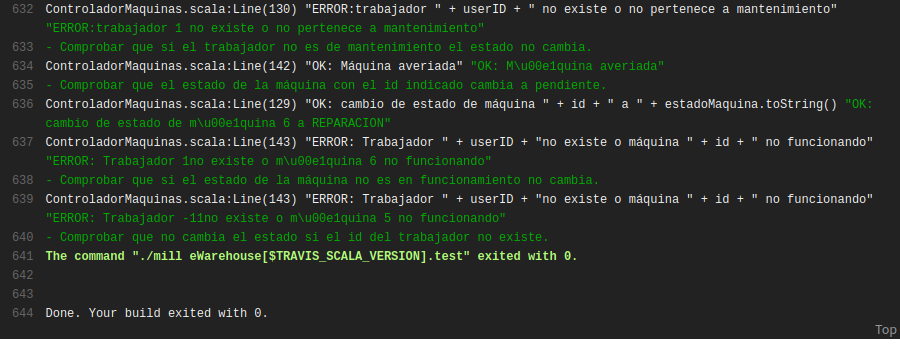 632 ControladorMaquinas.scala:Line(130) "ERROR:trabajador " + userID + " no existe o no pertenece a mantenimiento"
"ERROR:trabajador 1 no existe o no pertenece a mantenimiento"
633 - Comprobar que si el trabajador no es de mantenimiento el estado no cambia.
634 ControladorMaquinas.scala:Line(142) "OK: Máquina averiada" "OK: M\u00e1quina averiada"
635 - Comprobar que el estado de la máquina con el id indicado cambia a pendiente.
636 ControladorMaquinas.scala:Line(129) "OK: cambio de estado de máquina " + id + " a " + estadoMaquina.toString() "OK:
cambio de estado de m\u00e1quina 6 a REPARACION"
637 ControladorMaquinas.scala:Line(143) "ERROR: Trabajador " + userID + "no existe o máquina " + id + " no funcionando"
"ERROR: Trabajador 1no existe o m\u00e1quina 6 no funcionando"
638 - Comprobar que si el estado de la máquina no es en funcionamiento no cambia.
639 ControladorMaquinas.scala:Line(143) "ERROR: Trabajador " + userID + "no existe o máquina " + id + " no funcionando"
"ERROR: Trabajador -11no existe o m\u00e1quina 5 no funcionando"
640 - Comprobar que no cambia el estado si el id del trabajador no existe.
641 The command "./mill eWarehouse[$TRAVIS_SCALA_VERSION].test" exited with 0.
642
643
644 Done. Your build exited with 0.
Top